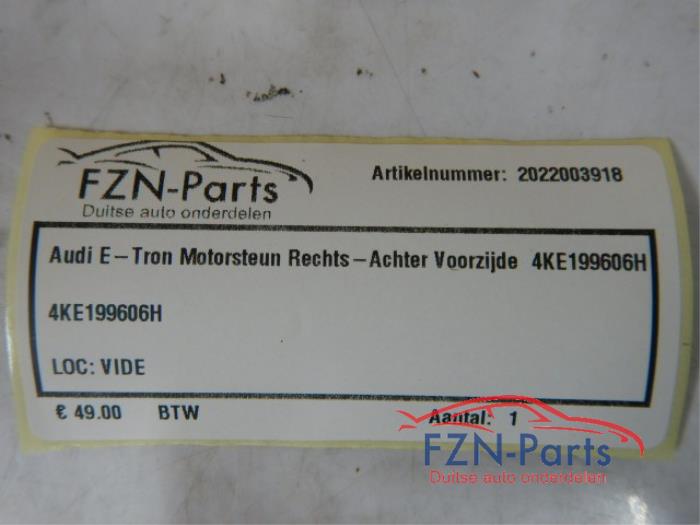 FZN-Parts
Duitse auto onderdelen
Artikelnummer: 2022003918
Audi E-Tron Motorsteun Rechts-Achter Voorzijde 4KE199606H
4KE199606H
LOC: VIDE
€ 49.00 BTW
Aantal: 1
FZN-Parts
Duitse auto onderdelen